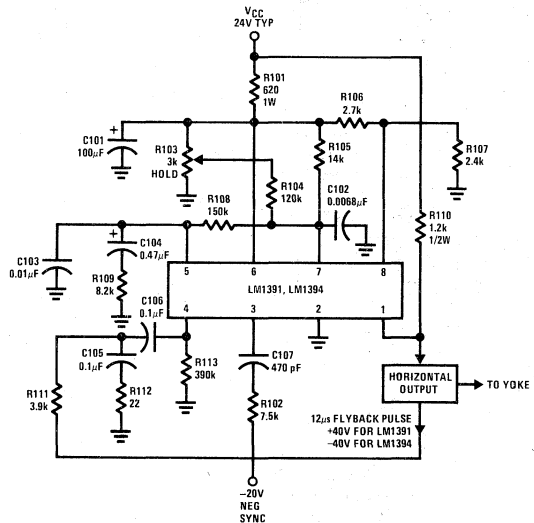 VCC
24V TYP
R101
620
1W
R106
2.7k
C101
100μF
+
R103
3k
HOLD
R105
14k
R107
2.4k
R104
120k
C102
0.0068μF
R108
150k
R110
1.2k
1/2W
C103
0.01μF
+
C104
0.47μF
R109
8.2k
5
6
7
8
LM1391, LM1394
4
3
2
1
C106
0.1μF
C105
0.1μF
R111
3.9k
R112
22
R113
390k
C107
470 pF
R102
7.5k
HORIZONTAL
OUTPUT
TO YOKE
12μs FLYBACK PULSE
+40V FOR LM1391
−40V FOR LM1394
−20V
NEG
SYNC